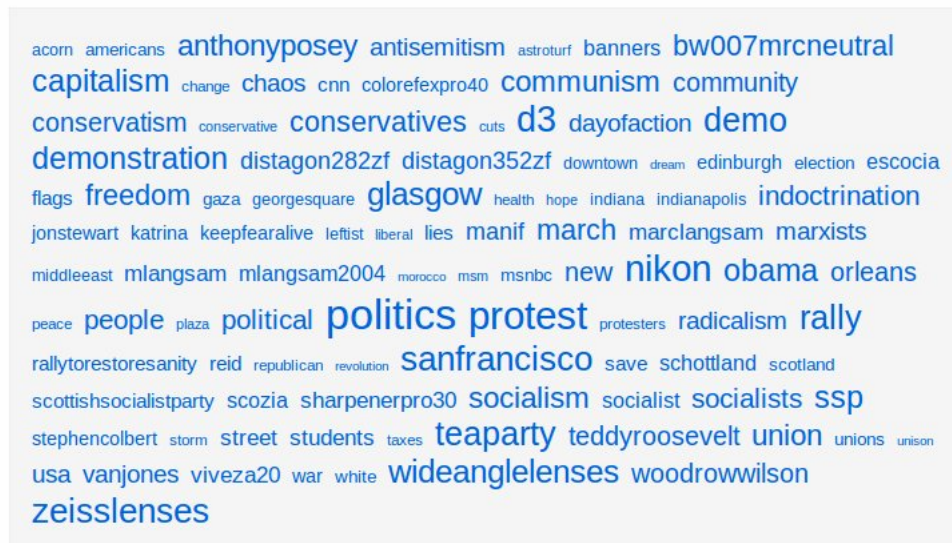 acorn americans anthonyposey antisemitism astroturf banners bw007mrcneutral
capitalism change chaos cnn colorefexpro40 communism community
conservatism conservative conservatives cuts d3 dayofaction demo
demonstration distagon282zf distagon352zf downtown dream edinburgh election escocia
flags freedom gaza georgesquare glasgow health hope indiana indianapolis indoctrination
jonstewart katrina keepfearalive leftist liberal lies manif march marclangsam marxists
middleeast mlangsam mlangsam2004 morocco msm msnbc new nikon obama orleans
peace people plaza political politics protest protesters radicalism rally
rallytorestoresanity reid republican revolution sanfrancisco save schottland scotland
scottishsocialistparty scozia sharpenerpro30 socialism socialist socialists ssp
stephencolbert storm street students taxes teaparty teddyroosevelt union unions unison
usa vanjones viveza20 war white wideanglelenses woodrowwilson
zeisslenses